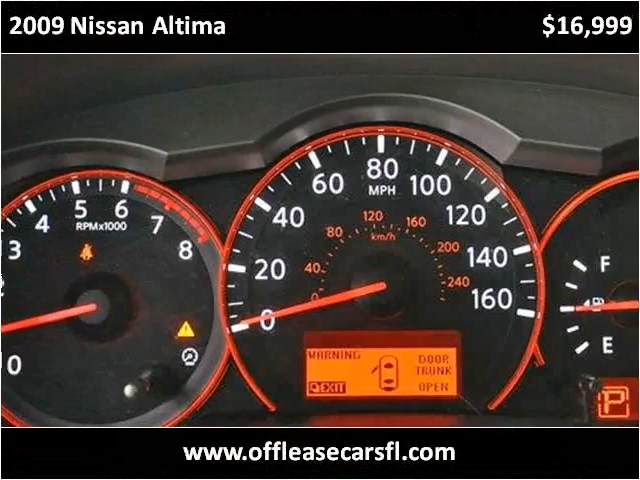 2009 Nissan Altima
$16,999
3 4 5 6 7 8
RPMx1000
0
0 20 40 60 80 100 120 140 160
MPH
0 40 80 120 160 200 240
km/h
F
E
WARNING
DOOR
TRUNK
OPEN
EXIT
P
www.offleasecarsfl.com